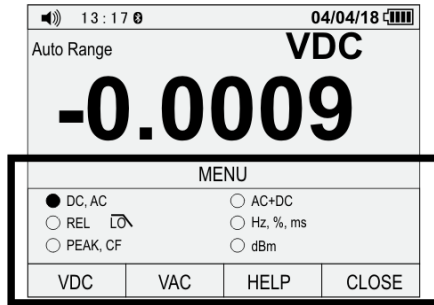 13:17 04/04/18
Auto Range VDC
-0.0009
MENU
DC, AC AC+DC
REL LO Hz, %, ms
PEAK, CF dBm
VDC VAC HELP CLOSE